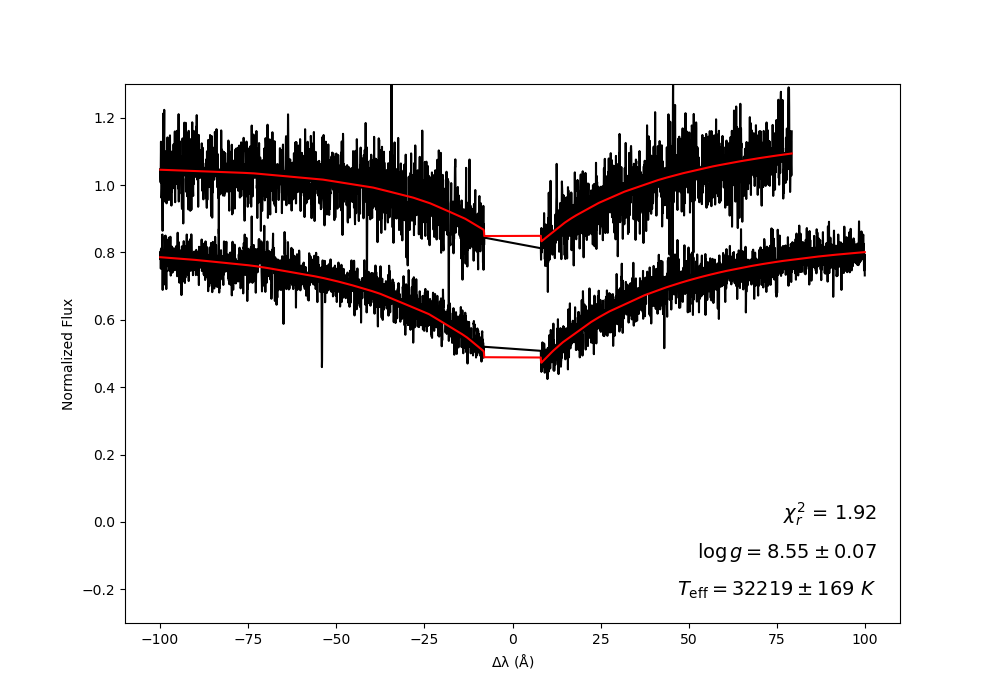 1.2
1.0
0.8
0.6
0.4
0.2
0.0
−0.2
Normalized Flux
χ²ᵣ = 1.92
log g = 8.55 ± 0.07
T_eff = 32219 ± 169 K
−100 −75 −50 −25 0 25 50 75 100
Δλ (Å)